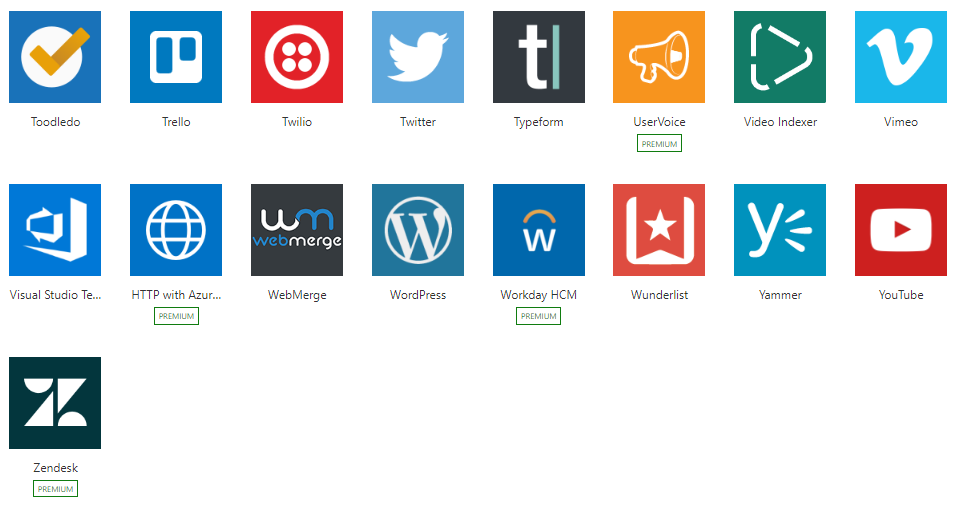 Toodledo
Trello
Twilio
Twitter
t
Typeform
UserVoice
PREMIUM
Video Indexer
Vimeo
Visual Studio Te...
HTTP with Azur...
PREMIUM
wm
webmerge
WebMerge
W
WordPress
w
Workday HCM
PREMIUM
Wunderlist
y
Yammer
YouTube
Zendesk
PREMIUM